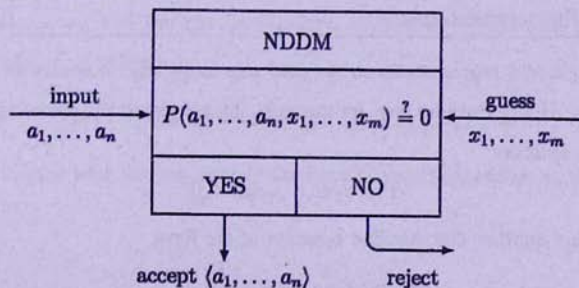 NDDM
input
a₁, . . . , aₙ
P(a₁, . . . , aₙ, x₁, . . . , xₘ) ≟ 0
guess
x₁, . . . , xₘ
YES
NO
accept ⟨a₁, . . . , aₙ⟩
reject